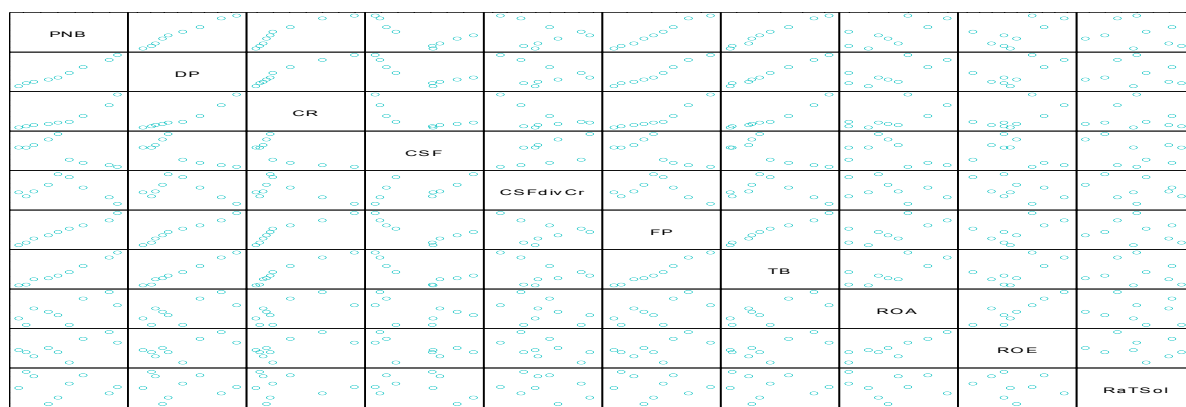 PNB
DP
CR
CSF
CSFdivCr
FP
TB
ROA
ROE
RaTSol